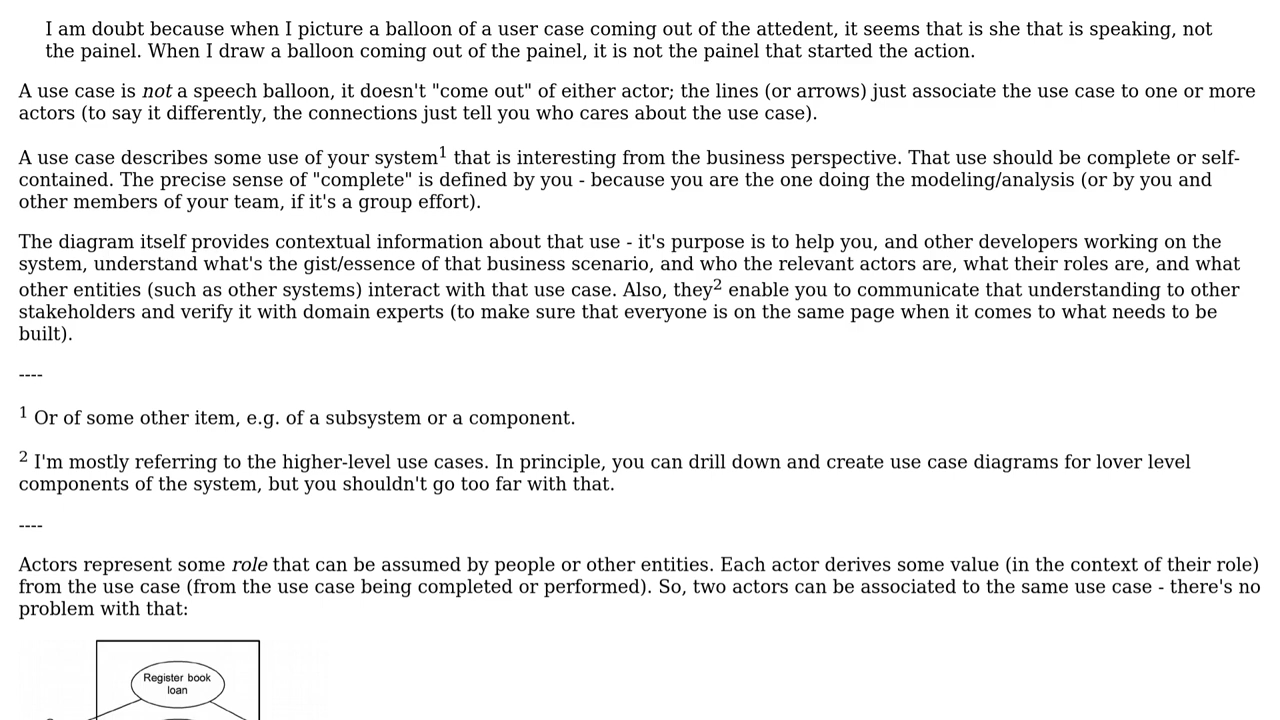 I am doubt because when I picture a balloon of a user case coming out of the attedent, it seems that is she that is speaking, not
the painel. When I draw a balloon coming out of the painel, it is not the painel that started the action.
A use case is not a speech balloon, it doesn't "come out" of either actor; the lines (or arrows) just associate the use case to one or more
actors (to say it differently, the connections just tell you who cares about the use case).
A use case describes some use of your system1 that is interesting from the business perspective. That use should be complete or self-
contained. The precise sense of "complete" is defined by you - because you are the one doing the modeling/analysis (or by you and
other members of your team, if it's a group effort).
The diagram itself provides contextual information about that use - it's purpose is to help you, and other developers working on the
system, understand what's the gist/essence of that business scenario, and who the relevant actors are, what their roles are, and what
other entities (such as other systems) interact with that use case. Also, they2 enable you to communicate that understanding to other
stakeholders and verify it with domain experts (to make sure that everyone is on the same page when it comes to what needs to be
built).
----
1 Or of some other item, e.g. of a subsystem or a component.
2 I'm mostly referring to the higher-level use cases. In principle, you can drill down and create use case diagrams for lover level
components of the system, but you shouldn't go too far with that.
----
Actors represent some role that can be assumed by people or other entities. Each actor derives some value (in the context of their role)
from the use case (from the use case being completed or performed). So, two actors can be associated to the same use case - there's no
problem with that:
Register book
loan